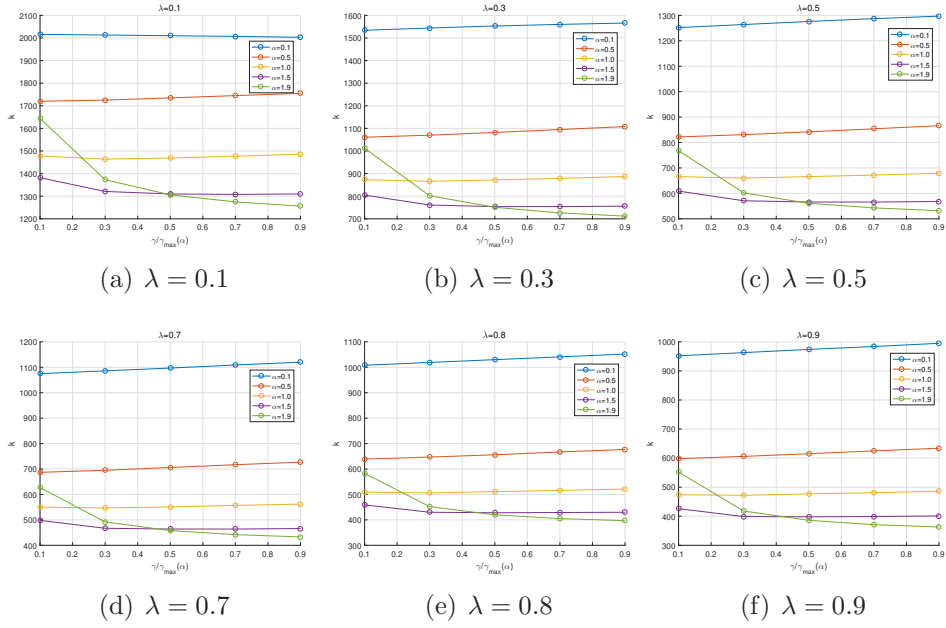 λ=0.1
2100
2000
1900
1800
1700
1600
1500
1400
1300
1200
k
α=0.1
α=0.5
α=1.0
α=1.5
α=1.9
0.1 0.2 0.3 0.4 0.5 0.6 0.7 0.8 0.9
γ/γmax(α)
(a) λ = 0.1
λ=0.3
1600
1500
1400
1300
1200
1100
1000
900
800
700
k
α=0.1
α=0.5
α=1.0
α=1.5
α=1.9
0.1 0.2 0.3 0.4 0.5 0.6 0.7 0.8 0.9
γ/γmax(α)
(b) λ = 0.3
λ=0.5
1300
1200
1100
1000
900
800
700
600
500
k
α=0.1
α=0.5
α=1.0
α=1.5
α=1.9
0.1 0.2 0.3 0.4 0.5 0.6 0.7 0.8 0.9
γ/γmax(α)
(c) λ = 0.5
λ=0.7
1200
1100
1000
900
800
700
600
500
400
k
α=0.1
α=0.5
α=1.0
α=1.5
α=1.9
0.1 0.2 0.3 0.4 0.5 0.6 0.7 0.8 0.9
γ/γmax(α)
(d) λ = 0.7
λ=0.8
1100
1000
900
800
700
600
500
400
300
k
α=0.1
α=0.5
α=1.0
α=1.5
α=1.9
0.1 0.2 0.3 0.4 0.5 0.6 0.7 0.8 0.9
γ/γmax(α)
(e) λ = 0.8
λ=0.9
1000
900
800
700
600
500
400
300
k
α=0.1
α=0.5
α=1.0
α=1.5
α=1.9
0.1 0.2 0.3 0.4 0.5 0.6 0.7 0.8 0.9
γ/γmax(α)
(f) λ = 0.9